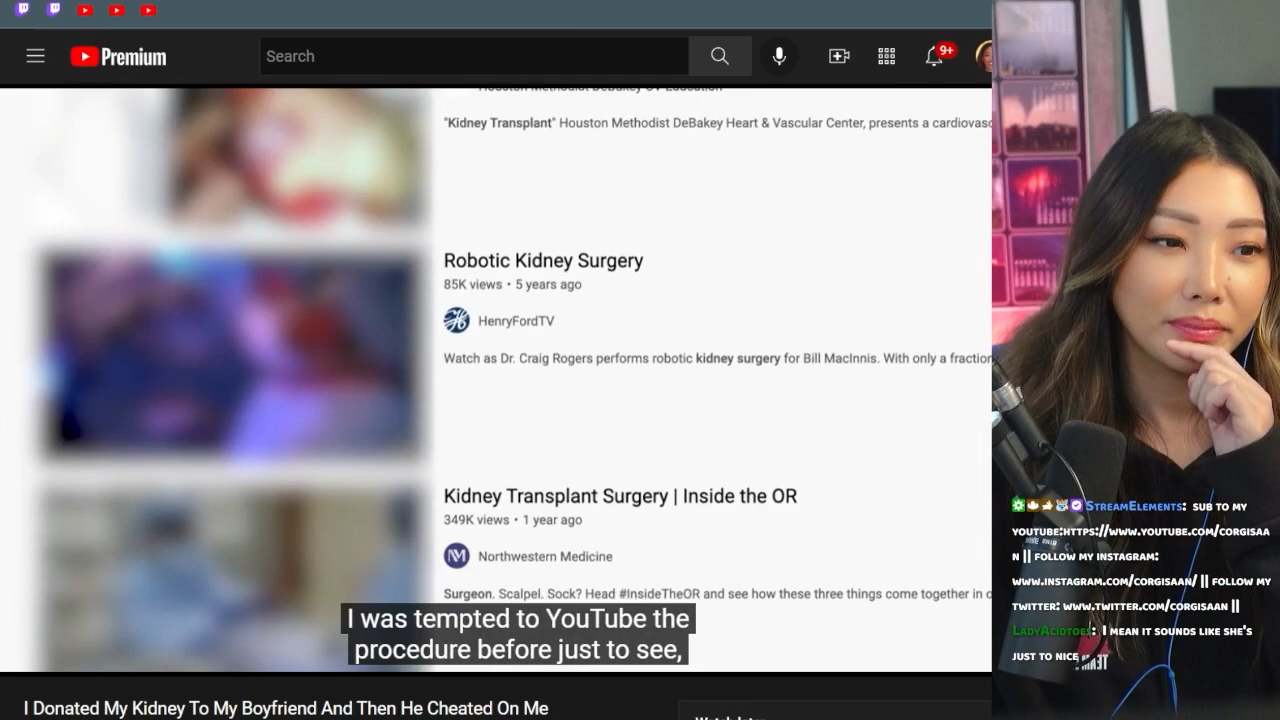 Premium
Search
9+
Houston Methodist DeBakey CV Education
"Kidney Transplant" Houston Methodist DeBakey Heart & Vascular Center, presents a
Robotic Kidney Surgery
85K views • 5 years ago
HenryFordTV
Watch as Dr. Craig Rogers performs robotic kidney surgery for Bill MacInnis. With only a fraction
Kidney Transplant Surgery | Inside the OR
349K views • 1 year ago
Northwestern Medicine
Surgeon. Scalpel. Sock? Head #InsideTheOR and see how these three things come together in
I was tempted to YouTube the
procedure before just to see,
I Donated My Kidney To My Boyfriend And Then He Cheated On Me
StreamElements: sub to my
youtube:https://www.youtube.com/corgisaa
n || follow my instagram:
www.instagram.com/corgisaan/ || follow my
twitter: www.twitter.com/corgisaan ||
LadyAcidtoes: I mean it sounds like she's
just to nice